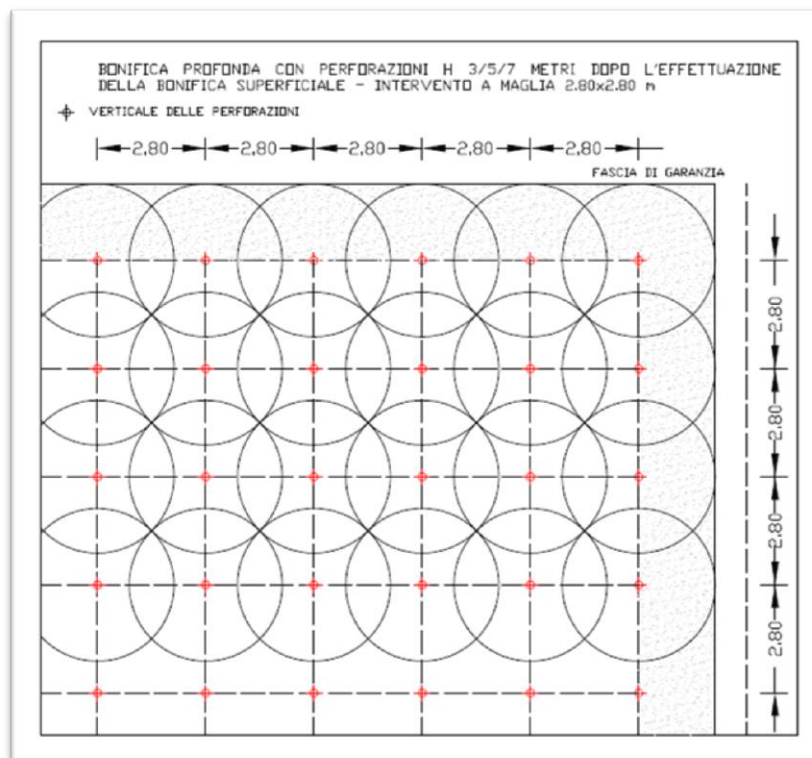 BONIFICA PROFONDA CON PERFORAZIONI H 3/5/7 METRI DOPO L'EFFETTUAZIONE
DELLA BONIFICA SUPERFICIALE - INTERVENTO A MAGLIA 2.80x2.80 m
VERTICALE DELLE PERFORAZIONI
2,80 2,80 2,80 2,80 2,80
FASCIA DI GARANZIA
2,80
2,80
2,80
2,80